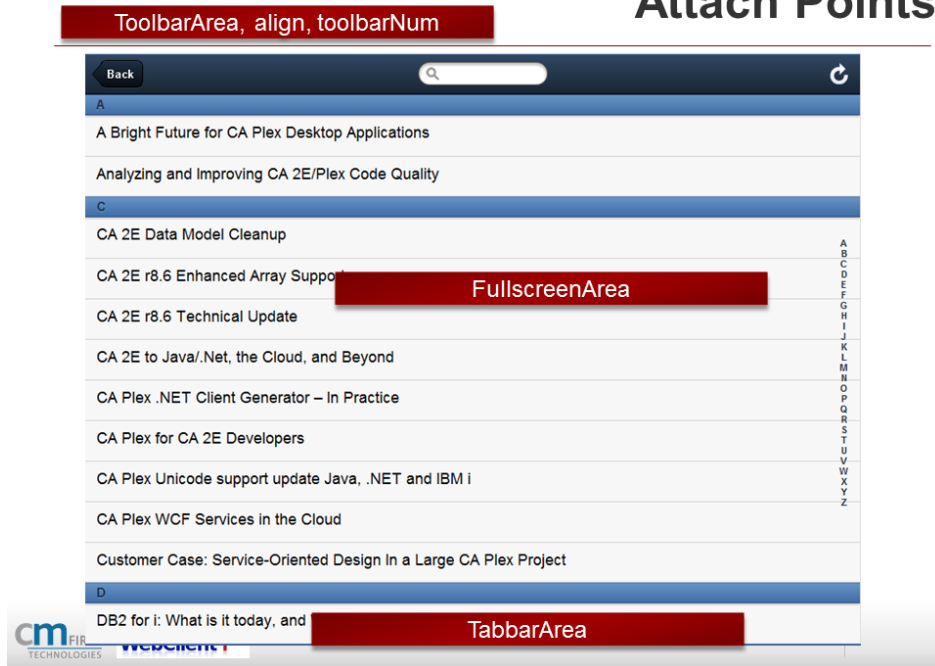 Attach Points
ToolbarArea, align, toolbarNum
Back
A
A Bright Future for CA Plex Desktop Applications
Analyzing and Improving CA 2E/Plex Code Quality
C
CA 2E Data Model Cleanup
CA 2E r8.6 Enhanced Array
FullscreenArea
CA 2E r8.6 Technical Update
CA 2E to Java/.Net, the Cloud, and Beyond
CA Plex .NET Client Generator – In Practice
CA Plex for CA 2E Developers
CA Plex Unicode support update Java, .NET and IBM i
CA Plex WCF Services in the Cloud
Customer Case: Service-Oriented Design In a Large CA Plex Project
D
DB2 for i: What is it today, and
TabbarArea
A
B
C
D
E
F
G
H
I
J
K
L
M
N
O
P
Q
R
S
T
U
V
W
X
Y
Z
cm FIR
TECHNOLOGIES
WebClient